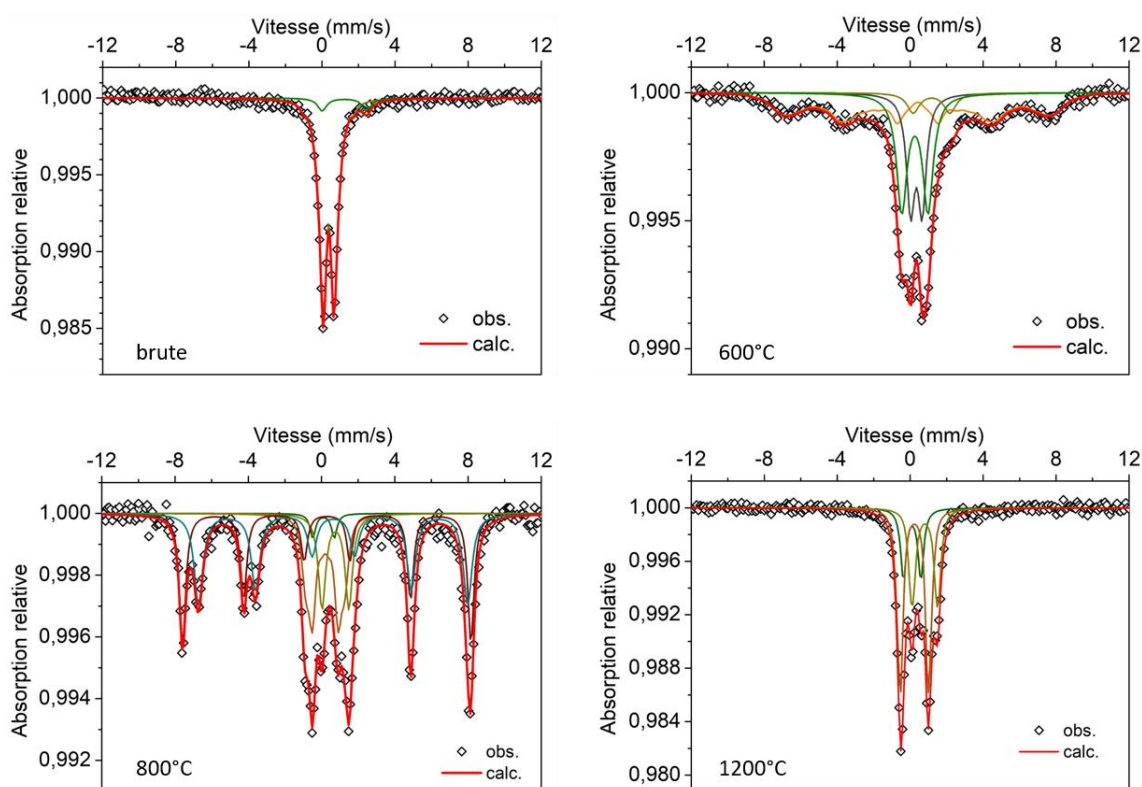 Vitesse (mm/s)
-12 -8 -4 0 4 8 12
1,000
0,995
0,990
0,985
Absorption relative
obs.
calc.
brute
Vitesse (mm/s)
-12 -8 -4 0 4 8 12
1,000
0,995
0,990
Absorption relative
obs.
calc.
600°C
Vitesse (mm/s)
-12 -8 -4 0 4 8 12
1,000
0,998
0,996
0,994
0,992
Absorption relative
obs.
calc.
800°C
Vitesse (mm/s)
-12 -8 -4 0 4 8 12
1,000
0,996
0,992
0,988
0,984
0,980
Absorption relative
obs.
calc.
1200°C